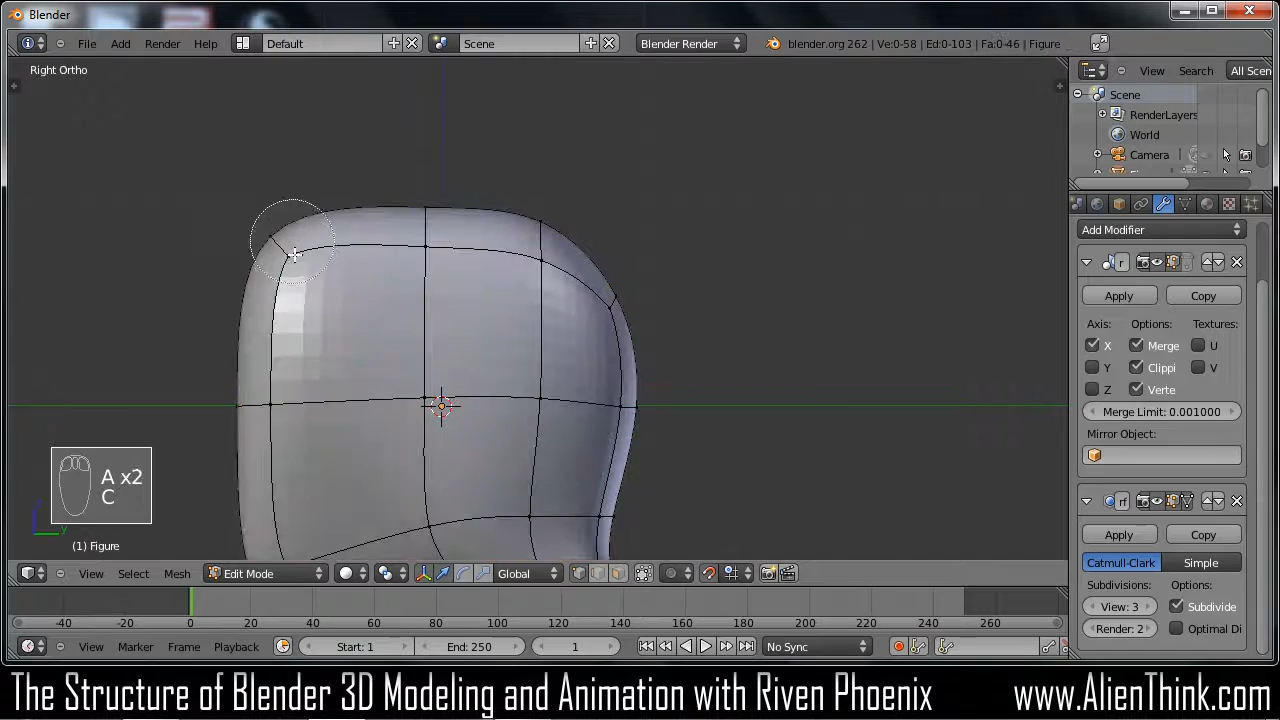 Blender
File Add Render Help Default Scene Blender Render blender.org 262 | Ve:0-58 | Ed:0-103 | Fa:0-46 | Figure
Right Ortho
View Search All Scen
Scene
RenderLayers
World
Camera
Add Modifier
Apply Copy
Axis: Options: Textures:
X Merge U
Y Clippi V
Z Verte
Merge Limit: 0.001000
Mirror Object:
A x2
C
y
(1) Figure
rf
Apply Copy
Catmull-Clark Simple
Subdivisions: Options:
View: 3 Subdivide
Render: 2 Optimal Di
View Select Mesh Edit Mode Global
-40 -20 0 20 40 60 80 100 120 140 160 180 200 220 240 260
View Marker Frame Playback Start: 1 End: 250 1 No Sync
The Structure of Blender 3D Modeling and Animation with Riven Phoenix www.AlienThink.com